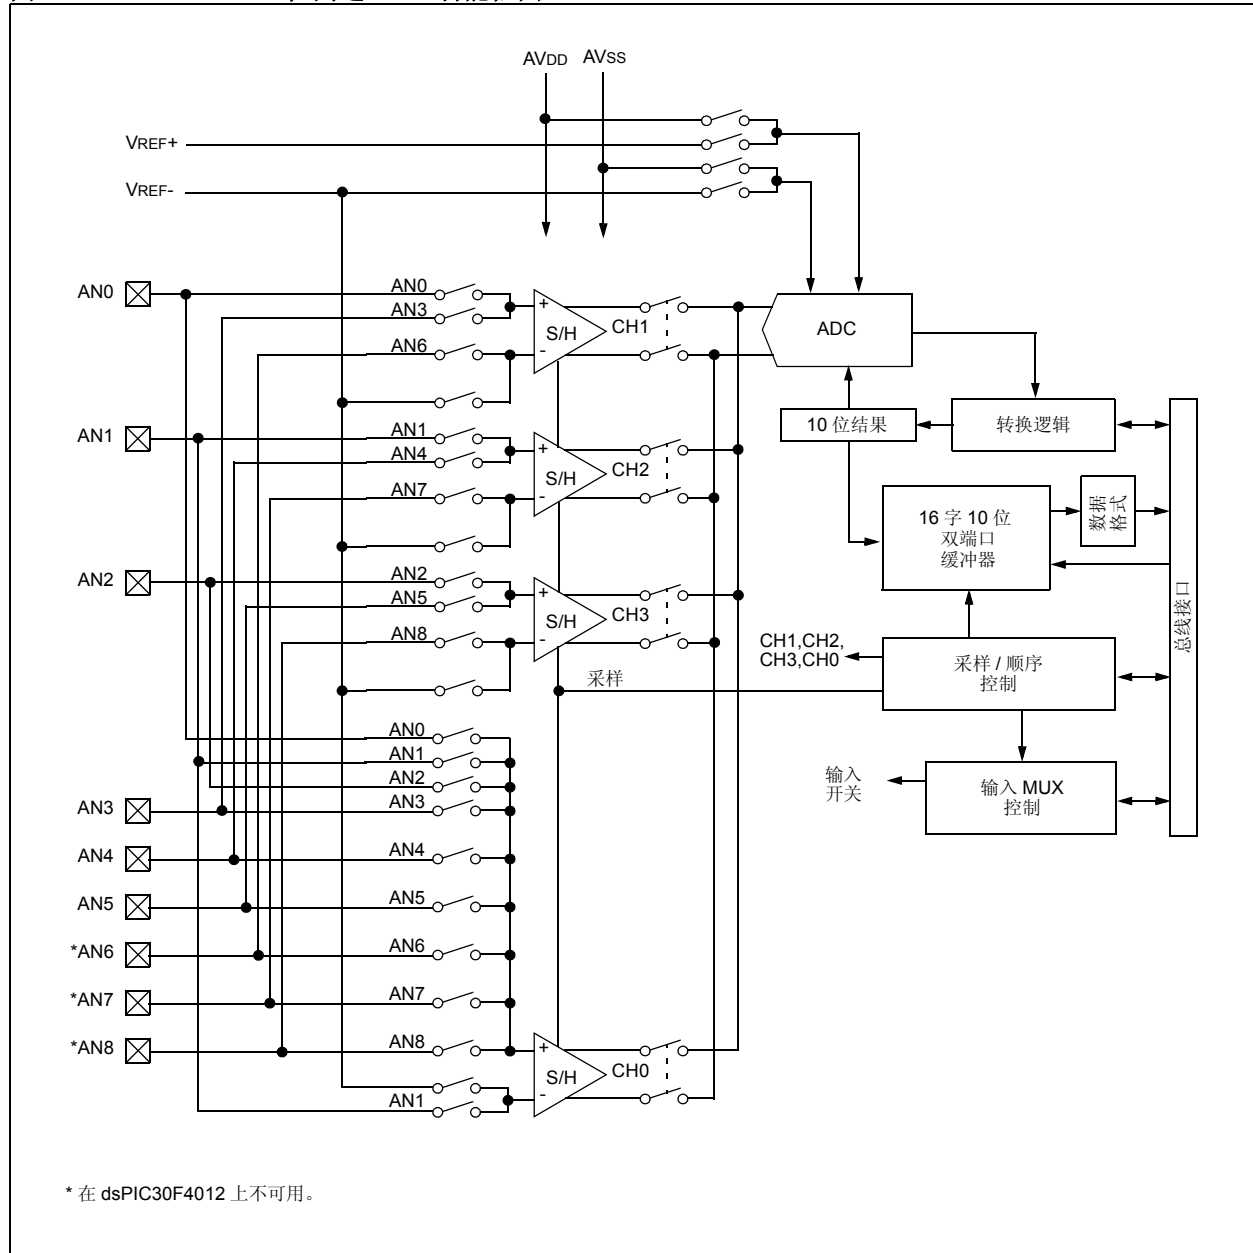 AVDD AVSS
VREF+
VREF-
AN0
AN0
AN3
AN6
+
S/H
-
CH1
ADC
AN1
AN1
AN4
AN7
+
S/H
-
CH2
10 位结果
转换逻辑
16 字 10 位
双端口
缓冲器
数据
格式
总线接口
AN2
AN2
AN5
AN8
+
S/H
-
CH3
采样
CH1,CH2,
CH3,CH0
采样 / 顺序
控制
输入
开关
输入 MUX
控制
AN0
AN1
AN2
AN3
AN3
AN4
AN4
AN5
AN5
*AN6
AN6
*AN7
AN7
*AN8
AN8
AN1
+
S/H
-
CH0
* 在 dsPIC30F4012 上不可用。